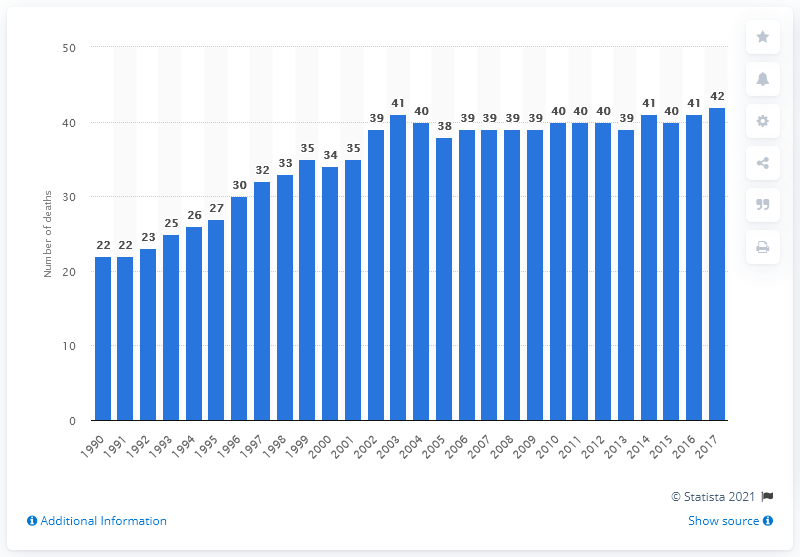 50
40
30
20
10
0
Number of deaths
22 22 23 25 26 27 30 32 33 35 34 35 39 41 40 38 39 39 39 39 40 40 40 39 41 40 41 42
1990 1991 1992 1993 1994 1995 1996 1997 1998 1999 2000 2001 2002 2003 2004 2005 2006 2007 2008 2009 2010 2011 2012 2013 2014 2015 2016 2017
© Statista 2021
Additional Information
Show source